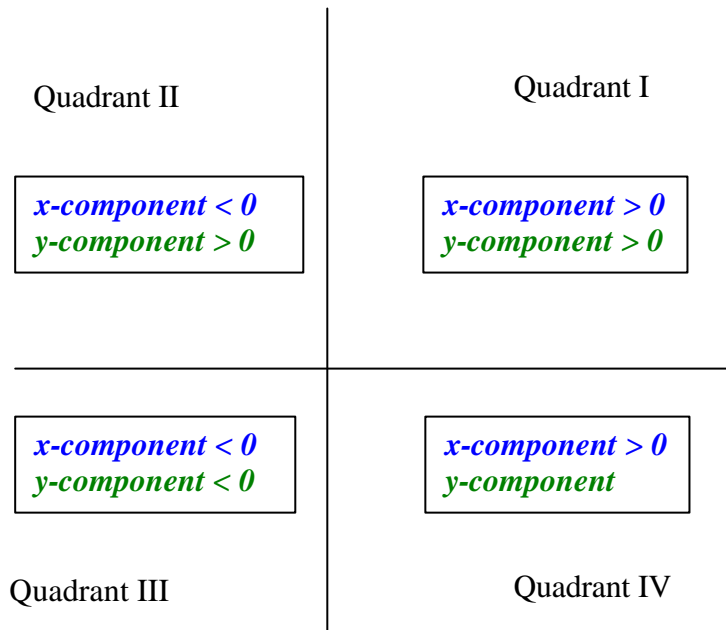 Quadrant II
Quadrant I
x-component < 0
y-component > 0
x-component > 0
y-component > 0
x-component < 0
y-component < 0
x-component > 0
y-component
Quadrant III
Quadrant IV